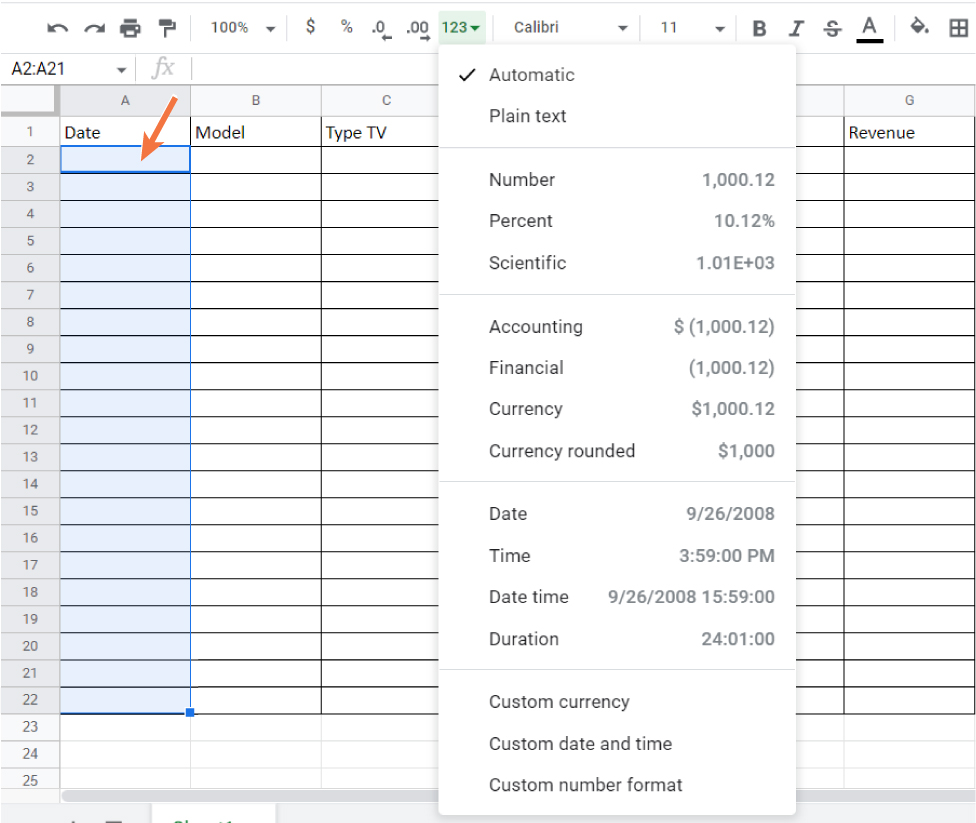 100% $ % .0 .00 123 Calibri 11 B I S A
A2:A21 fx
A B C G
1 Date Model Type TV Revenue
2
3
4
5
6
7
8
9
10
11
12
13
14
15
16
17
18
19
20
21
22
23
24
25
Automatic
Plain text
Number 1,000.12
Percent 10.12%
Scientific 1.01E+03
Accounting $ (1,000.12)
Financial (1,000.12)
Currency $1,000.12
Currency rounded $1,000
Date 9/26/2008
Time 3:59:00 PM
Date time 9/26/2008 15:59:00
Duration 24:01:00
Custom currency
Custom date and time
Custom number format